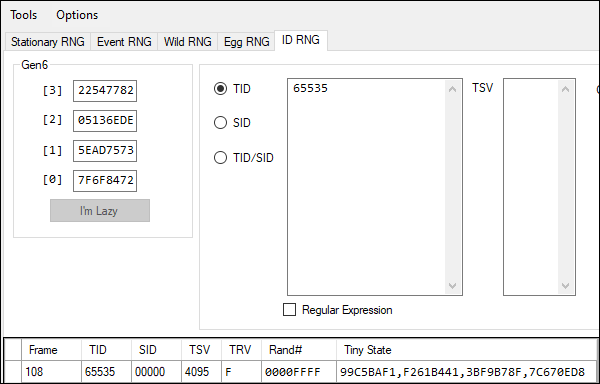 Tools Options
Stationary RNG Event RNG Wild RNG Egg RNG ID RNG
Gen6
[3] 22547782
[2] 05136EDE
[1] 5EAD7573
[0] 7F6F8472
I'm Lazy
TID
SID
TID/SID
65535
TSV
Regular Expression
Frame TID SID TSV TRV Rand# Tiny State
108 65535 00000 4095 F 0000FFFF 99C5BAF1,F261B441,3BF9B78F,7C670ED8